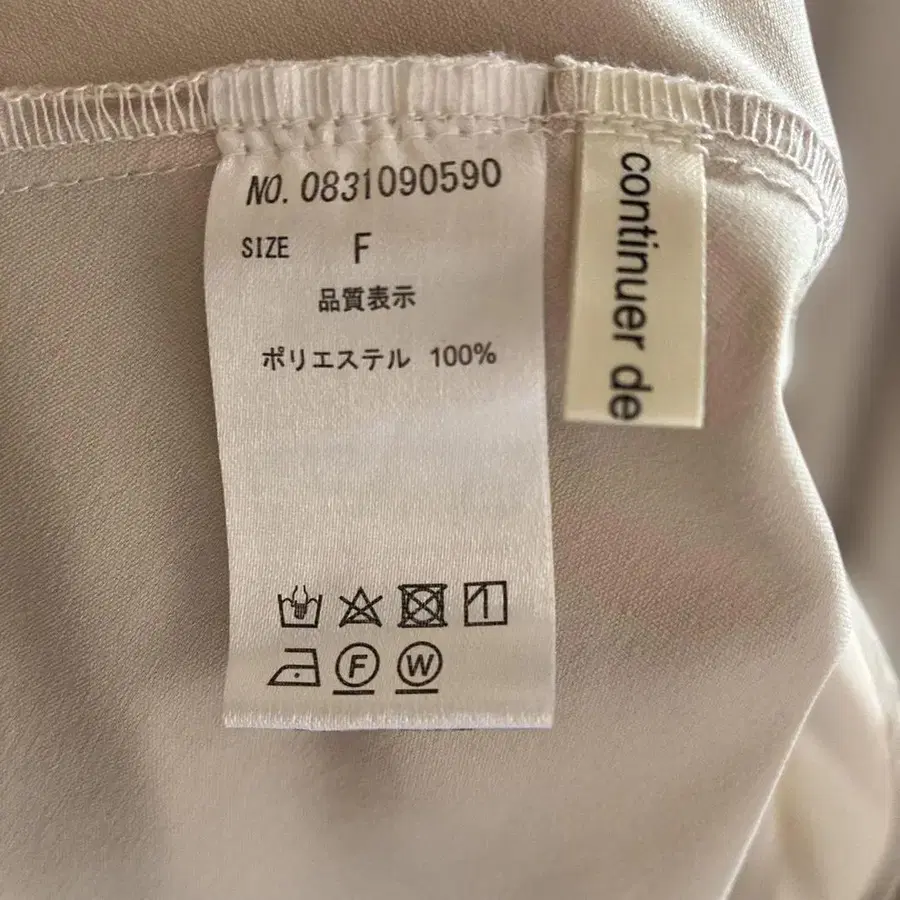 NO. 0831090590
SIZE F
品質表示
ポリエステル 100%
F W
continuer de